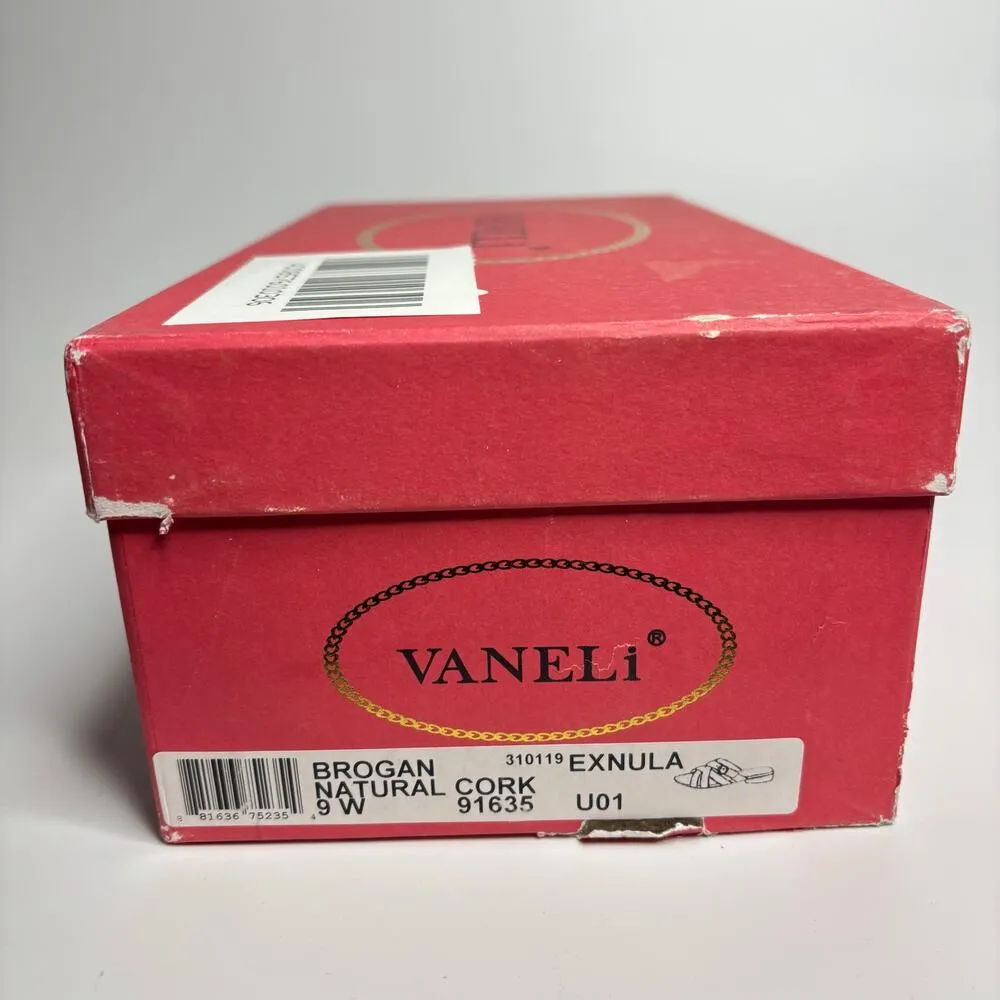 VANELi®
BROGAN 310119 EXNULA
NATURAL CORK
9 W 91635 U01
8 81636 75235 4